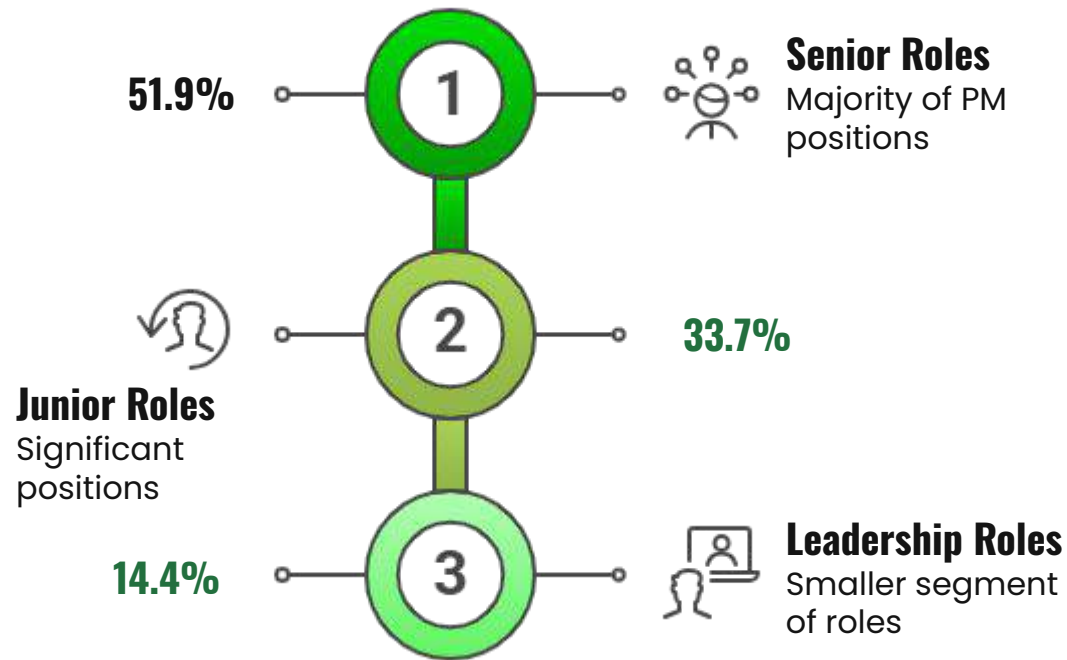 51.9%
1
Senior Roles
Majority of PM
positions
2
33.7%
Junior Roles
Significant
positions
14.4%
3
Leadership Roles
Smaller segment
of roles